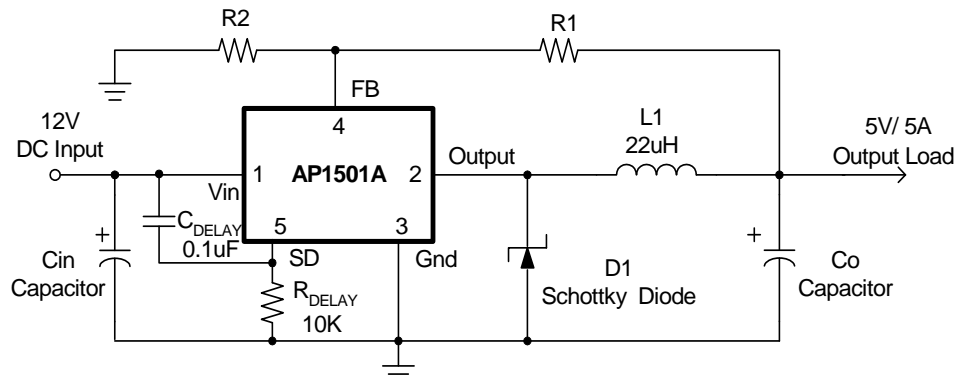 R2
R1
FB
12V
DC Input
4
L1
22uH
5V/ 5A
Output Load
Output
1
AP1501A
2
Vin
5
3
C DELAY
0.1uF
SD
Gnd
+
Cin
Capacitor
R DELAY
10K
D1
Schottky Diode
+
Co
Capacitor